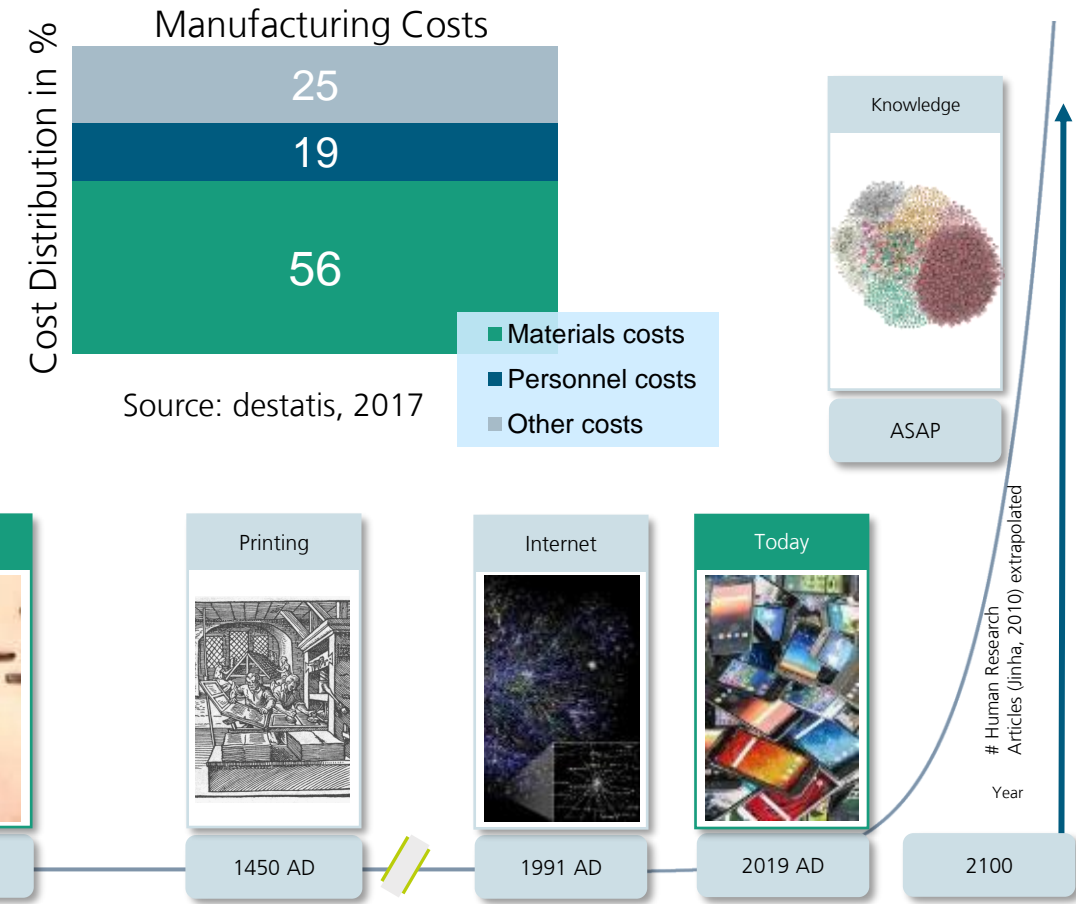 Manufacturing Costs
Cost Distribution in %
25
19
56
Materials costs
Personnel costs
Other costs
Source: destatis, 2017
Knowledge
ASAP
Printing
1450 AD
Internet
1991 AD
Today
2019 AD
# Human Research
Articles (Jinha, 2010) extrapolated
Year
2100